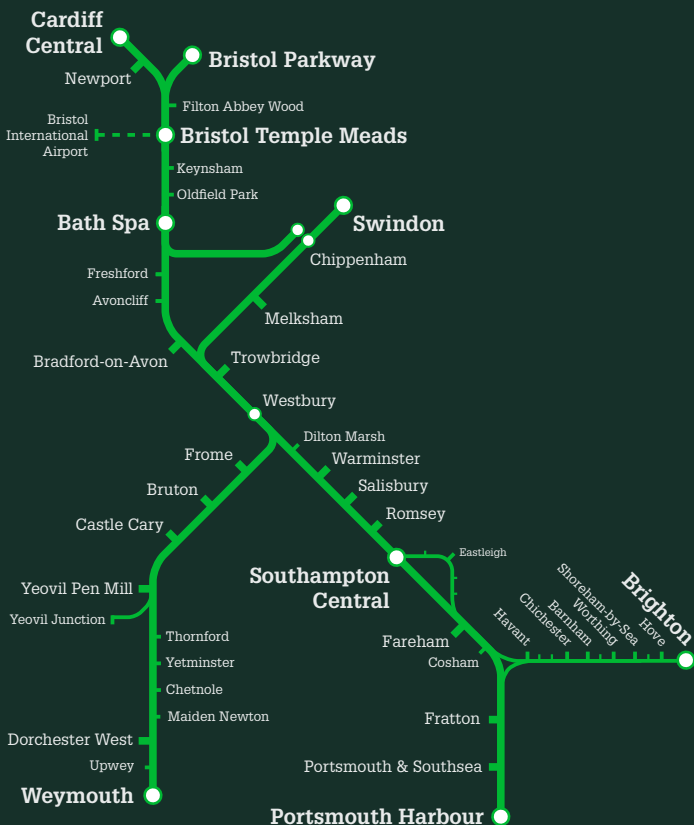 Cardiff
Central
Bristol Parkway
Newport
Filton Abbey Wood
Bristol
International
Airport
Bristol Temple Meads
Keynsham
Oldfield Park
Bath Spa
Swindon
Chippenham
Freshford
Avoncliff
Melksham
Bradford-on-Avon
Trowbridge
Westbury
Dilton Marsh
Frome
Warminster
Bruton
Salisbury
Castle Cary
Romsey
Eastleigh
Southampton
Central
Yeovil Pen Mill
Yeovil Junction
Thornford
Yetminster
Chetnole
Maiden Newton
Dorchester West
Upwey
Weymouth
Fareham
Cosham
Havant
Chichester
Barnham
Worthing
Shoreham-by-Sea
Hove
Brighton
Fratton
Portsmouth & Southsea
Portsmouth Harbour